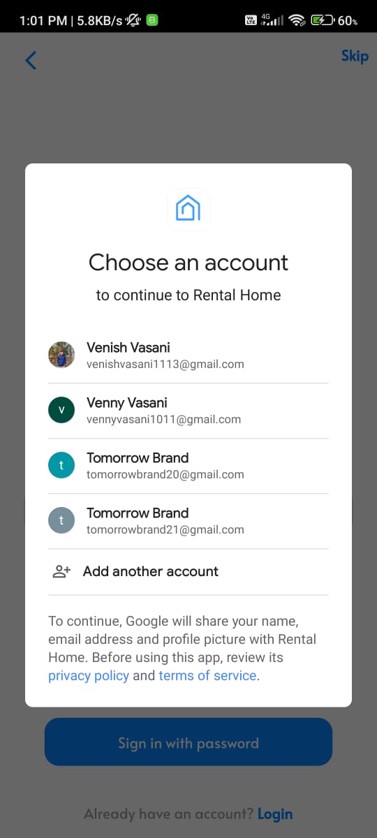 1:01 PM | 5.8KB/s
4G
60%
Skip
Choose an account
to continue to Rental Home
Venish Vasani
venishvasani1113@gmail.com
V
Venny Vasani
vennyvasani1011@gmail.com
t
Tomorrow Brand
tomorrowbrand20@gmail.com
t
Tomorrow Brand
tomorrowbrand21@gmail.com
Add another account
To continue, Google will share your name,
email address and profile picture with Rental
Home. Before using this app, review its
privacy policy and terms of service.
Sign in with password
Already have an account? Login